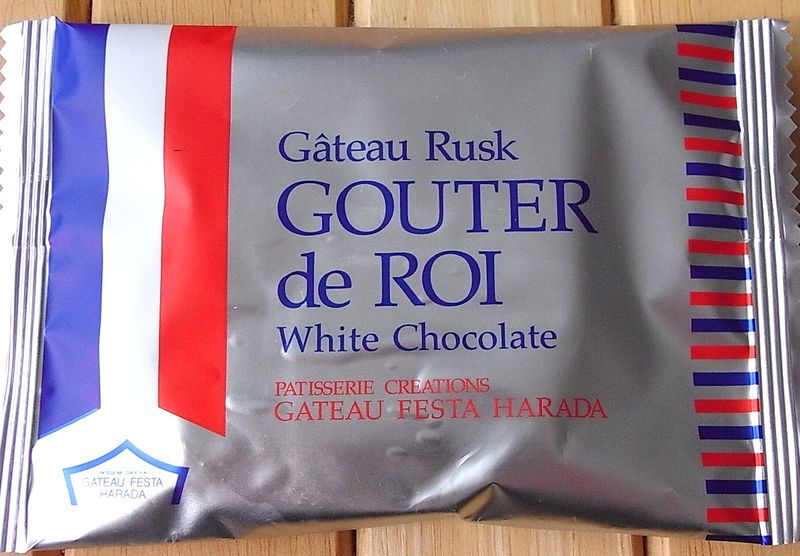 Gâteau Rusk
GOUTER
de ROI
White Chocolate
PATISSERIE CREATIONS
GATEAU FESTA HARADA
GATEAU FESTA
HARADA